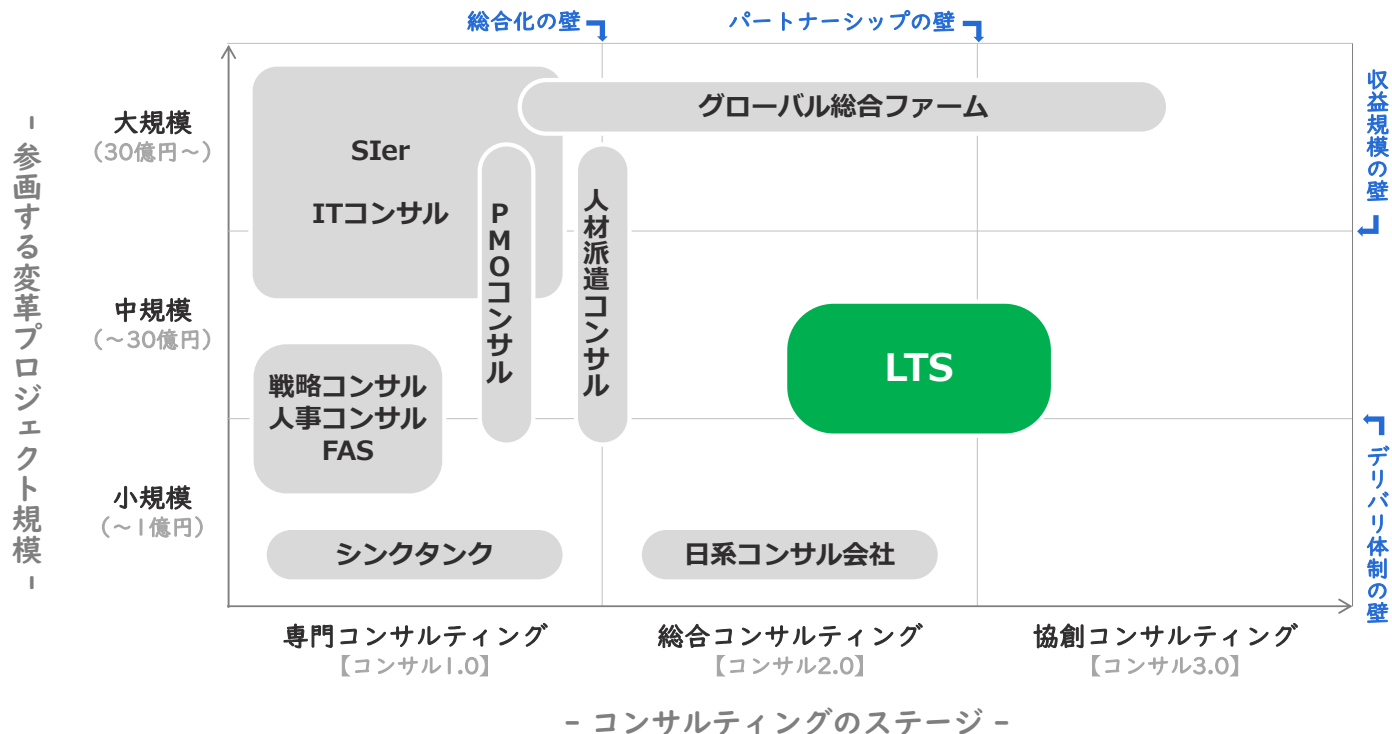 総合化の壁
パートナーシップの壁
収益規模の壁
グローバル総合ファーム
大規模
（30億円～）
SIer
ITコンサル
PMOコンサル
人材派遣コンサル
- 参画する変革プロジェクト規模 -
中規模
（～30億円）
LTS
戦略コンサル
人事コンサル
FAS
デリバリ体制の壁
小規模
（～1億円）
シンクタンク
日系コンサル会社
専門コンサルティング
【コンサル1.0】
総合コンサルティング
【コンサル2.0】
協創コンサルティング
【コンサル3.0】
- コンサルティングのステージ -